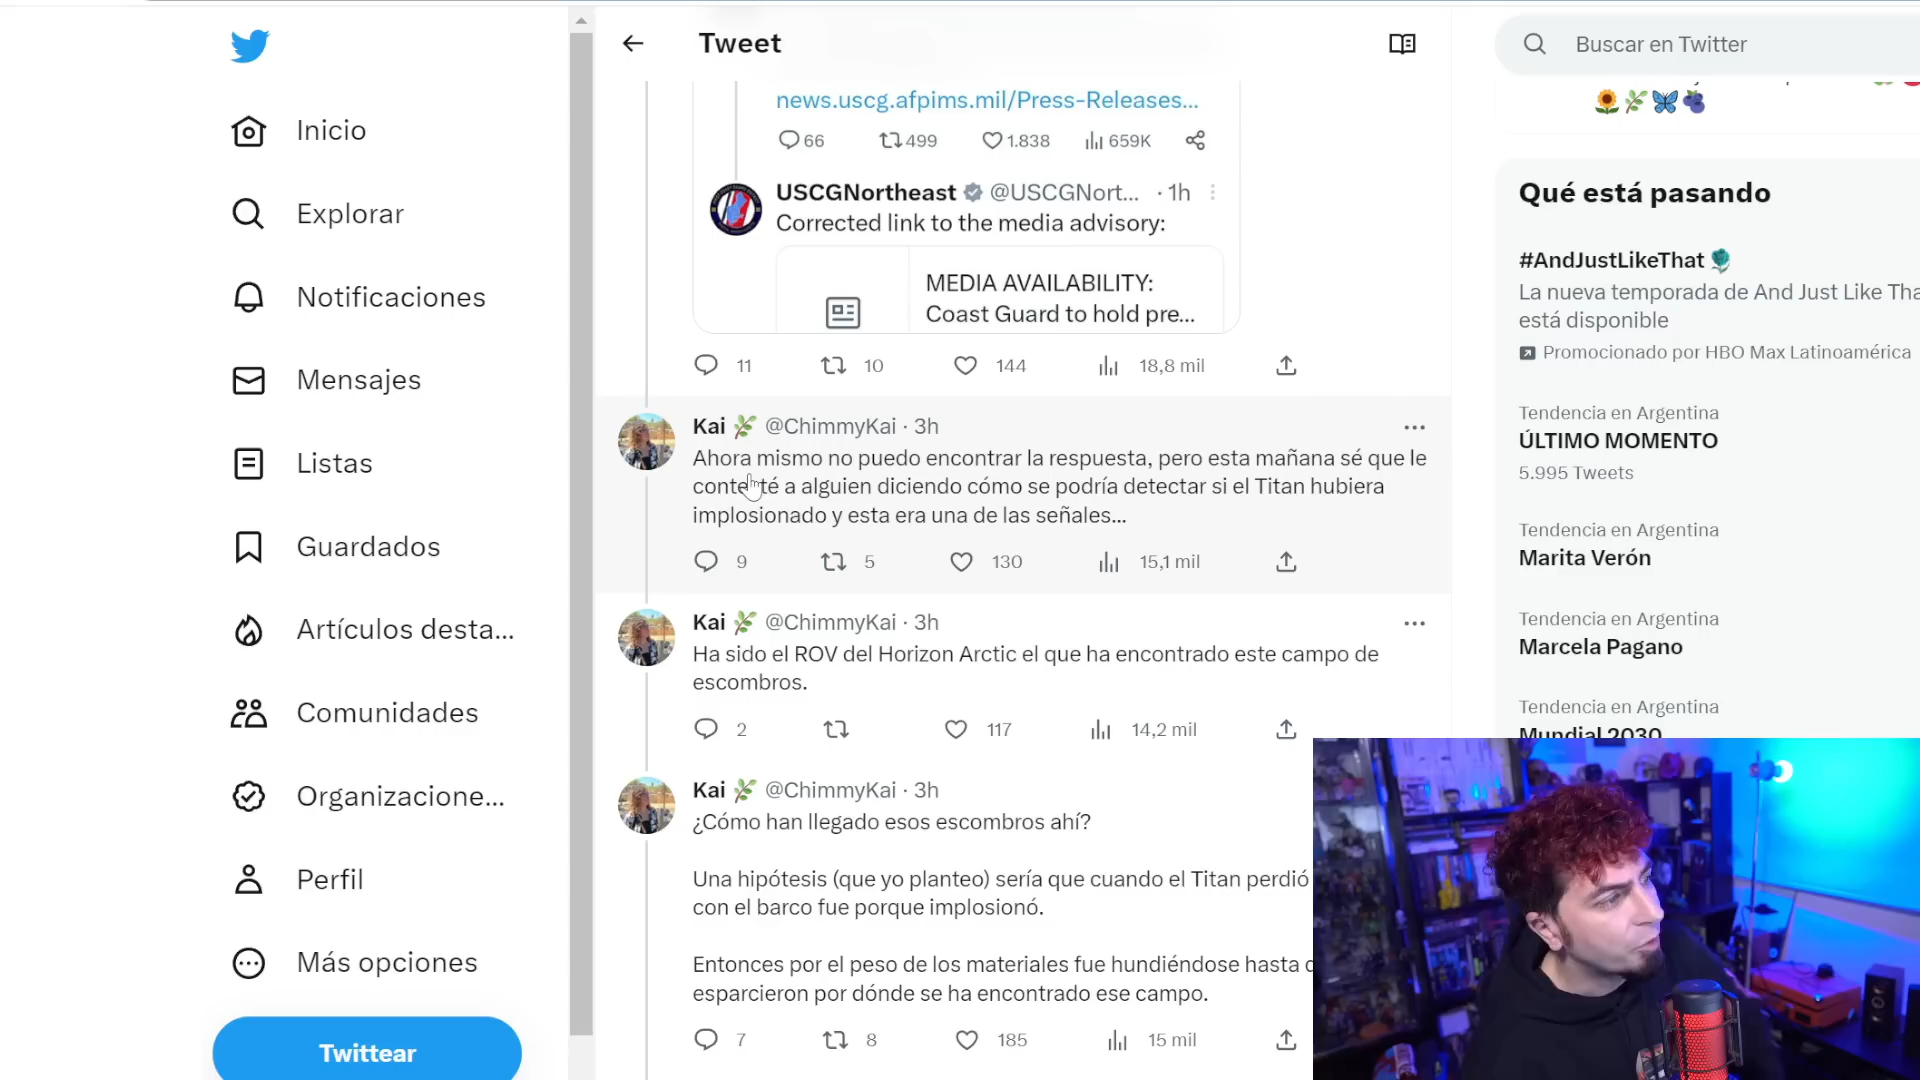 Inicio
Explorar
Notificaciones
Mensajes
Listas
Guardados
Artículos desta...
Comunidades
Organizacione...
Perfil
Más opciones
Twittear
Tweet
news.uscg.afpims.mil/Press-Releases...
66 499 1.838 659K
USCGNortheast @USCGNort... · 1h
Corrected link to the media advisory:
MEDIA AVAILABILITY:
Coast Guard to hold pre...
11 10 144 18,8 mil
Kai @ChimmyKai · 3h
Ahora mismo no puedo encontrar la respuesta, pero esta mañana sé que le
contesté a alguien diciendo cómo se podría detectar si el Titan hubiera
implosionado y esta era una de las señales...
9 5 130 15,1 mil
Kai @ChimmyKai · 3h
Ha sido el ROV del Horizon Arctic el que ha encontrado este campo de
escombros.
2 117 14,2 mil
Kai @ChimmyKai · 3h
¿Cómo han llegado esos escombros ahí?
Una hipótesis (que yo planteo) sería que cuando el Titan perdió
con el barco fue porque implosionó.
Entonces por el peso de los materiales fue hundiéndose hasta
esparcieron por dónde se ha encontrado ese campo.
7 8 185 15 mil
Buscar en Twitter
Qué está pasando
#AndJustLikeThat
La nueva temporada de And Just Like Tha
está disponible
Promocionado por HBO Max Latinoamérica
Tendencia en Argentina
ÚLTIMO MOMENTO
5.995 Tweets
Tendencia en Argentina
Marita Verón
Tendencia en Argentina
Marcela Pagano
Tendencia en Argentina
Mundial 2030